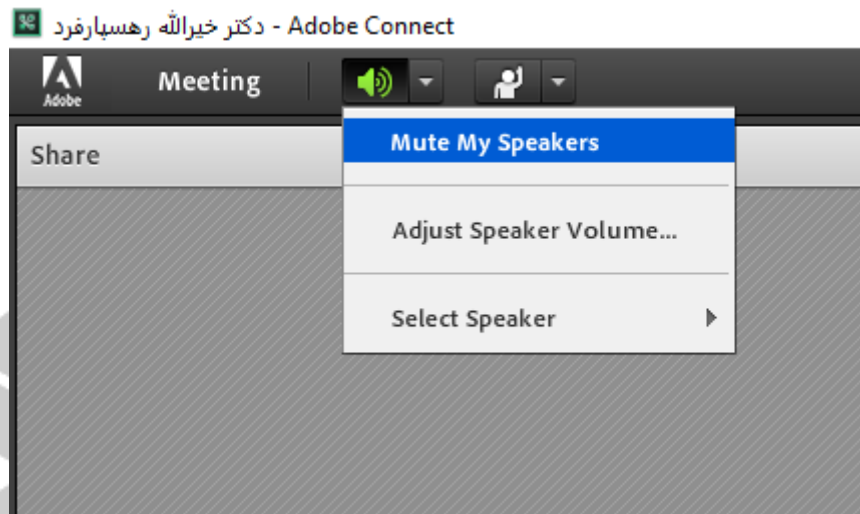 دکتر خیرالله رهسپارفرد - Adobe Connect
Adobe
Meeting
Share
Mute My Speakers
Adjust Speaker Volume...
Select Speaker